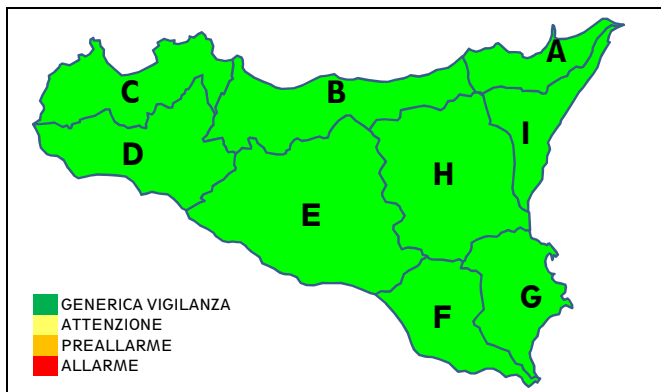 A
B
C
I
D
H
E
G
F
GENERICA VIGILANZA
ATTENZIONE
PREALLARME
ALLARME